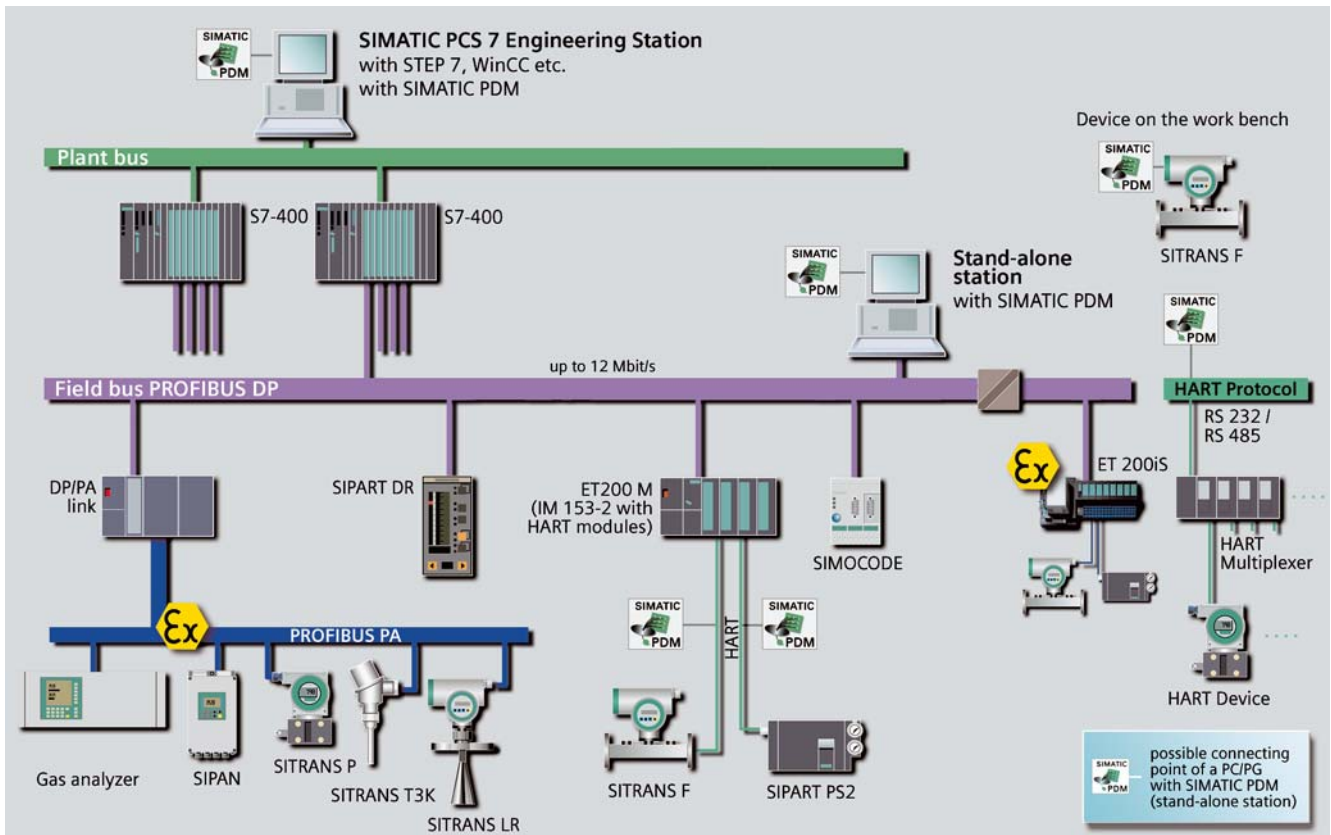 SIMATIC
PDM
SIMATIC PCS 7 Engineering Station
with STEP 7, WinCC etc.
with SIMATIC PDM
Device on the work bench
SIMATIC
PDM
SITRANS F
Plant bus
S7-400
S7-400
SIMATIC
PDM
Stand-alone
station
with SIMATIC PDM
SIMATIC
PDM
up to 12 Mbit/s
Field bus PROFIBUS DP
HART Protocol
RS 232 /
RS 485
DP/PA
link
SIPART DR
ET200 M
(IM 153-2 with
HART modules)
SIMOCODE
Ex
ET 200iS
HART
Multiplexer
HART Device
Ex
PROFIBUS PA
Gas analyzer
SIPAN
SITRANS P
SITRANS T3K
SITRANS LR
SIMATIC
PDM
HART
SIMATIC
PDM
SITRANS F
SIPART PS2
SIMATIC
PDM
possible connecting
point of a PC/PG
with SIMATIC PDM
(stand-alone station)